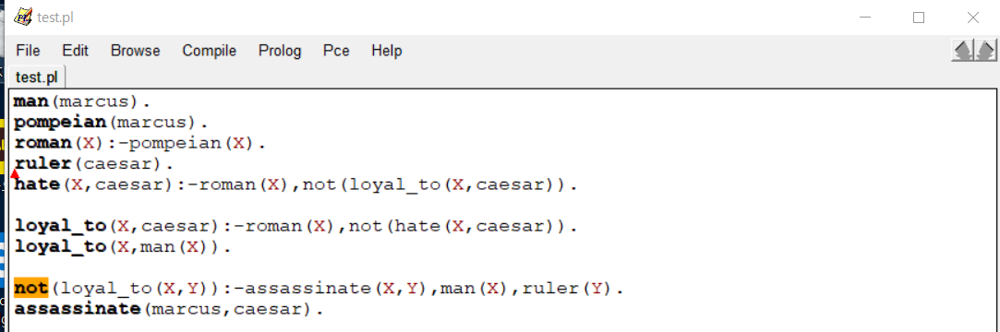 test.pl
File Edit Browse Compile Prolog Pce Help
test.pl
man(marcus).
pompeian(marcus).
roman(X):-pompeian(X).
ruler(caesar).
hate(X,caesar):-roman(X),not(loyal_to(X,caesar)).
loyal_to(X,caesar):-roman(X),not(hate(X,caesar)).
loyal_to(X,man(X)).
not(loyal_to(X,Y)):-assassinate(X,Y),man(X),ruler(Y).
assassinate(marcus,caesar).